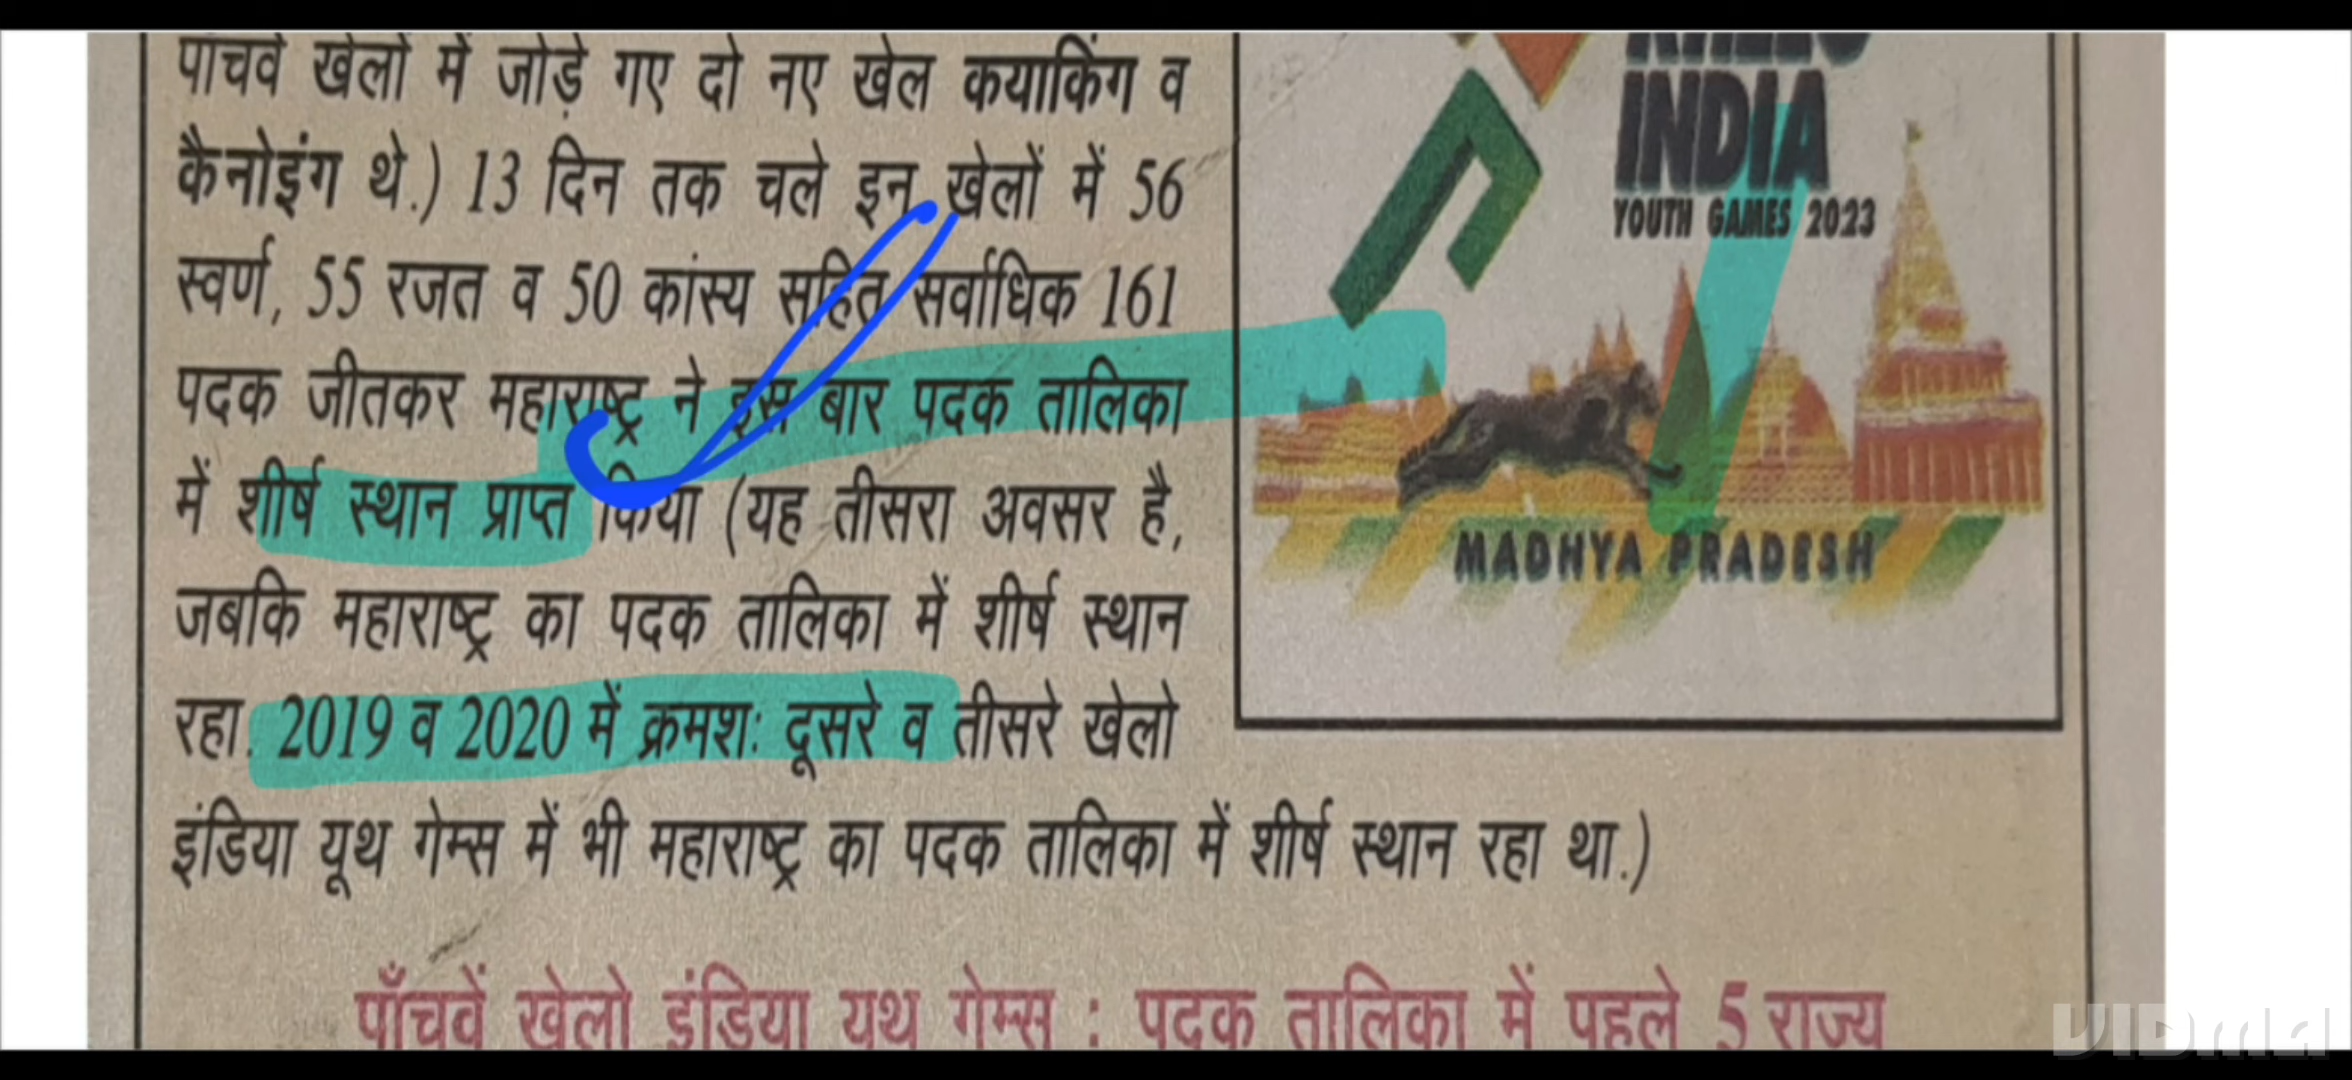 पाँचवें खेलों में जोड़े गए दो नए खेल कयाकिंग व
कैनोइंग थे.) 13 दिन तक चले इन खेलों में 56
स्वर्ण, 55 रजत व 50 कांस्य सहित सर्वाधिक 161
पदक जीतकर महाराष्ट्र ने इस बार पदक तालिका
में शीर्ष स्थान प्राप्त किया (यह तीसरा अवसर है,
जबकि महाराष्ट्र का पदक तालिका में शीर्ष स्थान
रहा. 2019 व 2020 में क्रमशः दूसरे व तीसरे खेलो
इंडिया यूथ गेम्स में भी महाराष्ट्र का पदक तालिका में शीर्ष स्थान रहा था.)
INDIA
YOUTH GAMES 2023
MADHYA PRADESH
पाँचवें खेलो इंडिया यूथ गेम्स : पदक तालिका में पहले 5 राज्य
VIDma